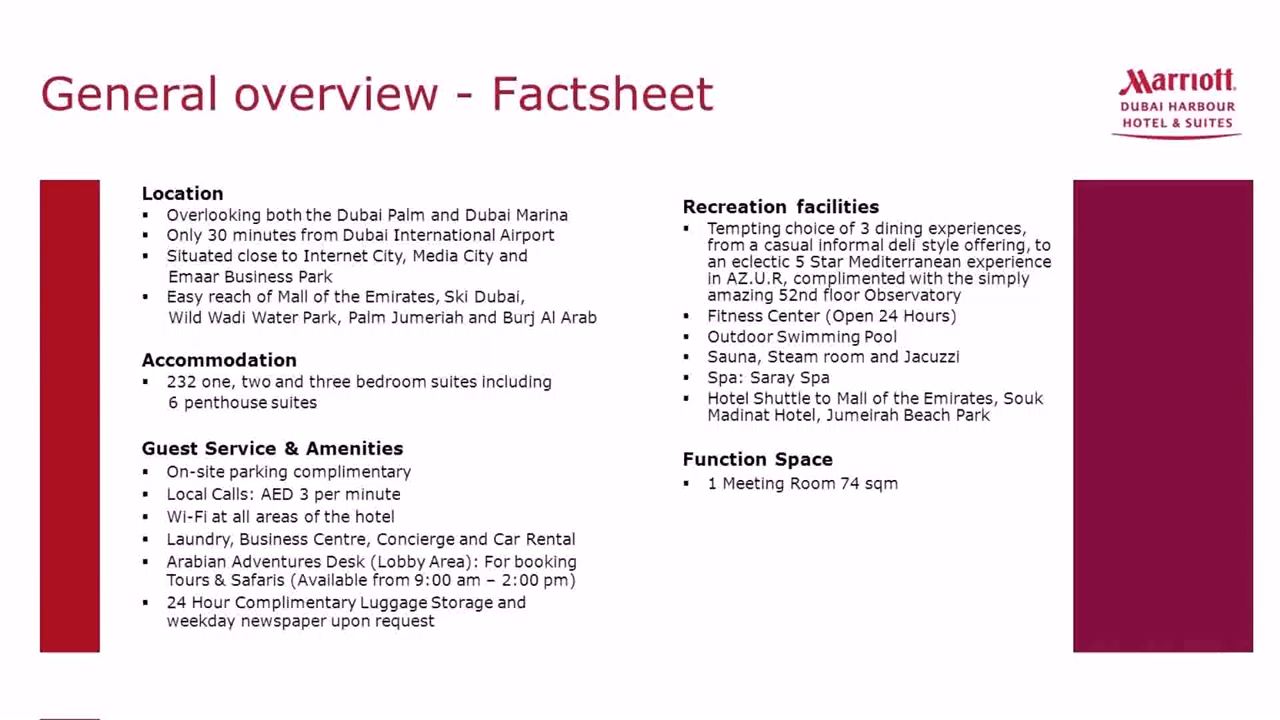 General overview - Factsheet
Marriott
DUBAI HARBOUR
HOTEL & SUITES
Location
▪ Overlooking both the Dubai Palm and Dubai Marina
▪ Only 30 minutes from Dubai International Airport
▪ Situated close to Internet City, Media City and
Emaar Business Park
▪ Easy reach of Mall of the Emirates, Ski Dubai,
Wild Wadi Water Park, Palm Jumeriah and Burj Al Arab
Accommodation
▪ 232 one, two and three bedroom suites including
6 penthouse suites
Guest Service & Amenities
▪ On-site parking complimentary
▪ Local Calls: AED 3 per minute
▪ Wi-Fi at all areas of the hotel
▪ Laundry, Business Centre, Concierge and Car Rental
▪ Arabian Adventures Desk (Lobby Area): For booking
Tours & Safaris (Available from 9:00 am – 2:00 pm)
▪ 24 Hour Complimentary Luggage Storage and
weekday newspaper upon request
Recreation facilities
▪ Tempting choice of 3 dining experiences,
from a casual informal deli style offering, to
an eclectic 5 Star Mediterranean experience
in AZ.U.R, complimented with the simply
amazing 52nd floor Observatory
▪ Fitness Center (Open 24 Hours)
▪ Outdoor Swimming Pool
▪ Sauna, Steam room and Jacuzzi
▪ Spa: Saray Spa
▪ Hotel Shuttle to Mall of the Emirates, Souk
Madinat Hotel, Jumeirah Beach Park
Function Space
▪ 1 Meeting Room 74 sqm